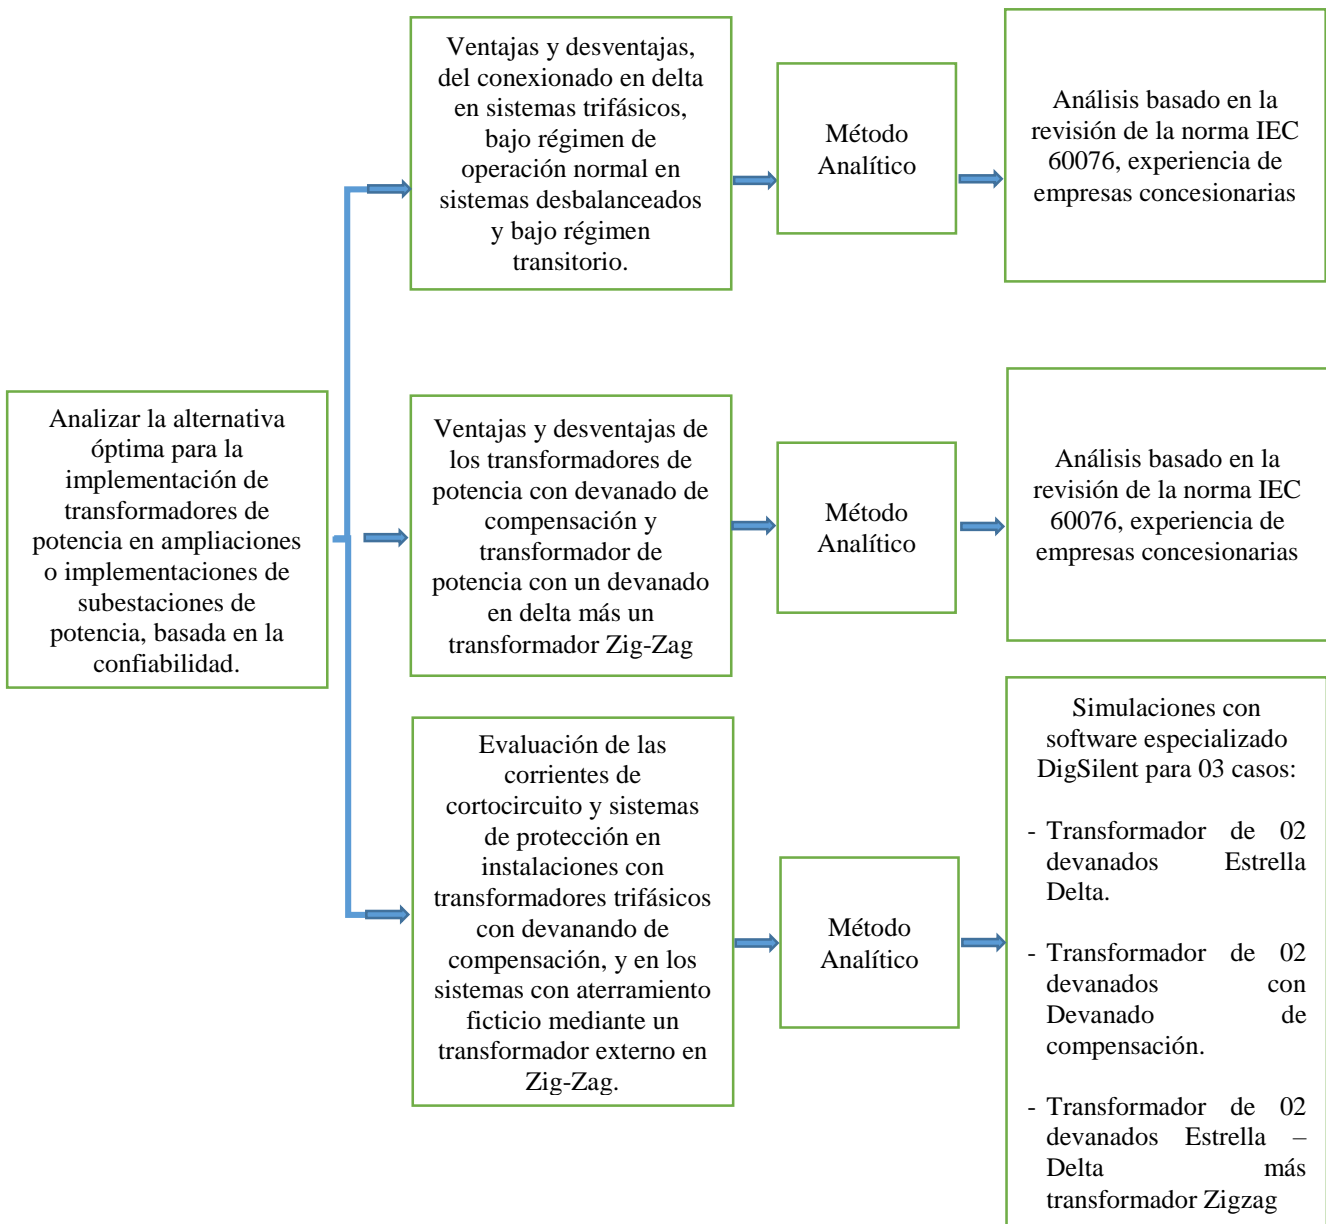 Analizar la alternativa
óptima para la
implementación de
transformadores de
potencia en ampliaciones
o implementaciones de
subestaciones de
potencia, basada en la
confiabilidad.
Ventajas y desventajas,
del conexionado en delta
en sistemas trifásicos,
bajo régimen de
operación normal en
sistemas desbalanceados
y bajo régimen
transitorio.
Método
Analítico
Análisis basado en la
revisión de la norma IEC
60076, experiencia de
empresas concesionarias
Ventajas y desventajas de
los transformadores de
potencia con devanado de
compensación y
transformador de
potencia con un devanado
en delta más un
transformador Zig-Zag
Método
Analítico
Análisis basado en la
revisión de la norma IEC
60076, experiencia de
empresas concesionarias
Evaluación de las
corrientes de
cortocircuito y sistemas
de protección en
instalaciones con
transformadores trifásicos
con devanando de
compensación, y en los
sistemas con aterramiento
ficticio mediante un
transformador externo en
Zig-Zag.
Método
Analítico
Simulaciones con
software especializado
DigSilent para 03 casos:
- Transformador de 02
devanados Estrella
Delta.
- Transformador de 02
devanados con
Devanado de
compensación.
- Transformador de 02
devanados Estrella –
Delta más
transformador Zigzag